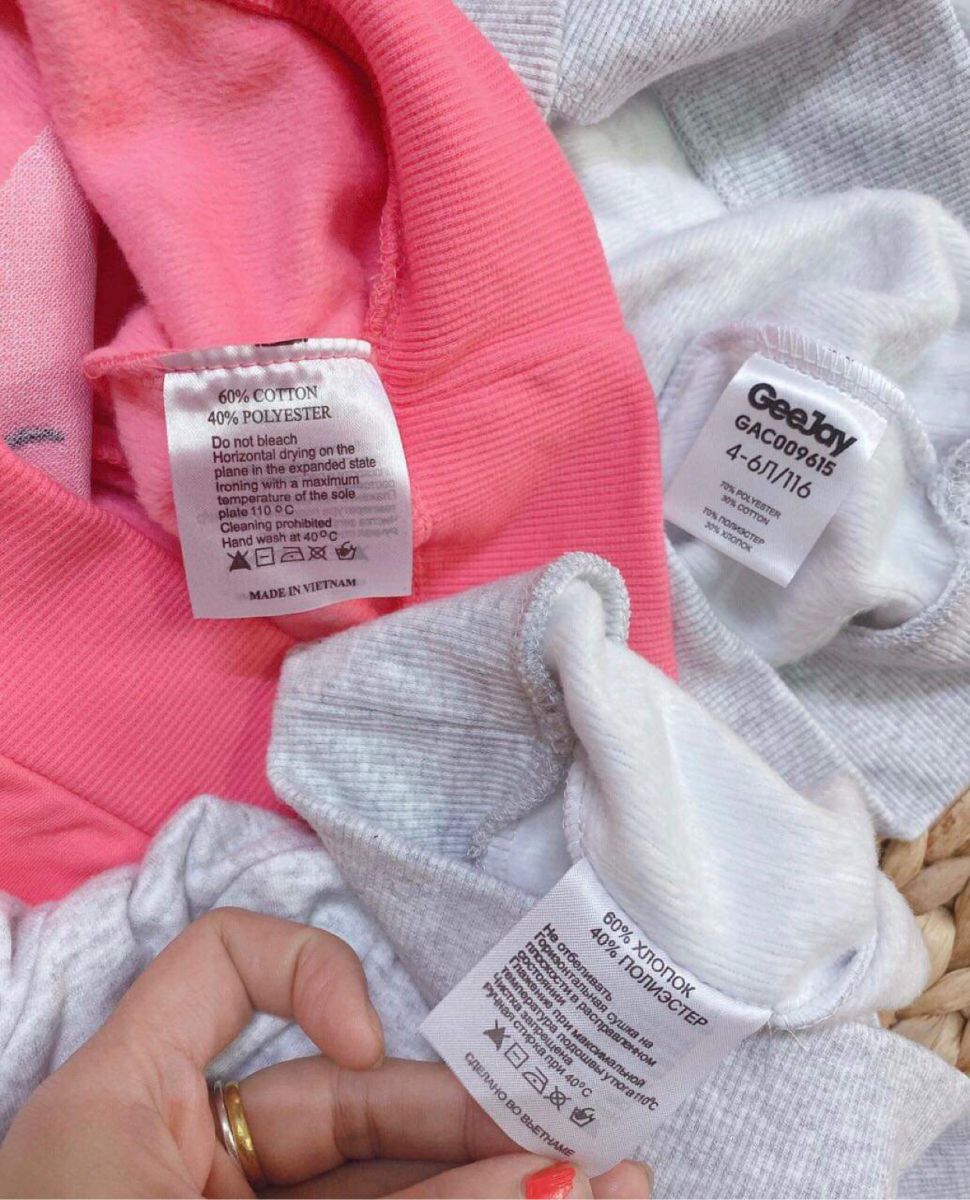 60% COTTON
40% POLYESTER
Do not bleach
Horizontal drying on the
plane in the expanded state
Ironing with a maximum
temperature of the sole
plate 110 °C
Cleaning prohibited
Hand wash at 40°C
MADE IN VIETNAM
GeeJay
GAC009615
4-6Л/116
70% POLYESTER
30% COTTON
70% ПОЛИЭСТЕР
30% ХЛОПОК
60% ХЛОПОК
40% ПОЛИЭСТЕР
Не отбеливать
Горизонтальная сушка на
плоскости в расправленном
состоянии
Глажение при максимальной
температура подошвы утюга 110°C
Чистка запрещена
Ручная стирка при 40°C
СДЕЛАНО ВО ВЬЕТНАМЕ